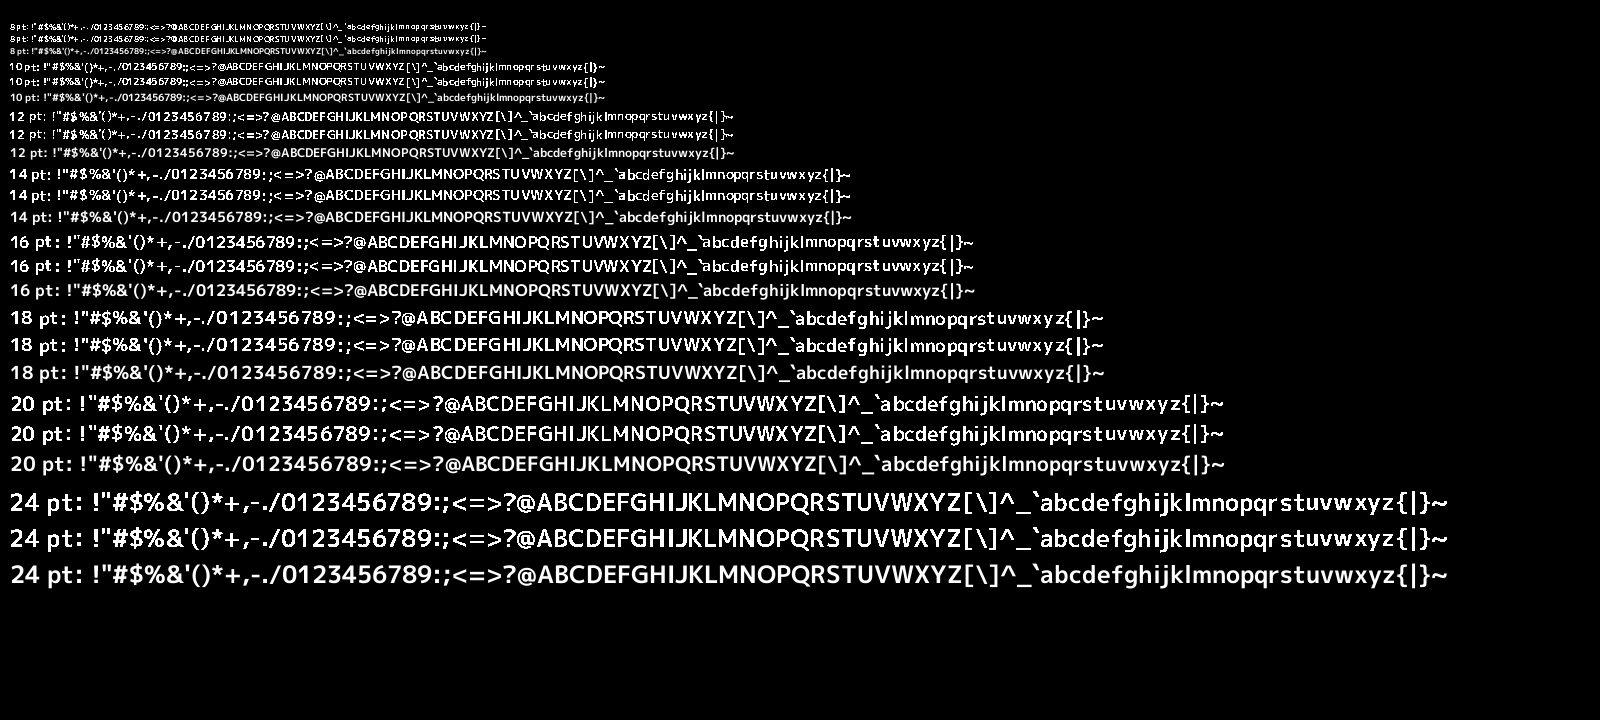 8 pt: !"#$%&'()*+,-./0123456789:;<=>?@ABCDEFGHIJKLMNOPQRSTUVWXYZ[\]^_`abcdefghijklmnopqrstuvwxyz{|}~
8 pt: !"#$%&'()*+,-./0123456789:;<=>?@ABCDEFGHIJKLMNOPQRSTUVWXYZ[\]^_`abcdefghijklmnopqrstuvwxyz{|}~
8 pt: !"#$%&'()*+,-./0123456789:;<=>?@ABCDEFGHIJKLMNOPQRSTUVWXYZ[\]^_`abcdefghijklmnopqrstuvwxyz{|}~
10 pt: !"#$%&'()*+,-./0123456789:;<=>?@ABCDEFGHIJKLMNOPQRSTUVWXYZ[\]^_`abcdefghijklmnopqrstuvwxyz{|}~
10 pt: !"#$%&'()*+,-./0123456789:;<=>?@ABCDEFGHIJKLMNOPQRSTUVWXYZ[\]^_`abcdefghijklmnopqrstuvwxyz{|}~
10 pt: !"#$%&'()*+,-./0123456789:;<=>?@ABCDEFGHIJKLMNOPQRSTUVWXYZ[\]^_`abcdefghijklmnopqrstuvwxyz{|}~
12 pt: !"#$%&'()*+,-./0123456789:;<=>?@ABCDEFGHIJKLMNOPQRSTUVWXYZ[\]^_`abcdefghijklmnopqrstuvwxyz{|}~
12 pt: !"#$%&'()*+,-./0123456789:;<=>?@ABCDEFGHIJKLMNOPQRSTUVWXYZ[\]^_`abcdefghijklmnopqrstuvwxyz{|}~
12 pt: !"#$%&'()*+,-./0123456789:;<=>?@ABCDEFGHIJKLMNOPQRSTUVWXYZ[\]^_`abcdefghijklmnopqrstuvwxyz{|}~
14 pt: !"#$%&'()*+,-./0123456789:;<=>?@ABCDEFGHIJKLMNOPQRSTUVWXYZ[\]^_`abcdefghijklmnopqrstuvwxyz{|}~
14 pt: !"#$%&'()*+,-./0123456789:;<=>?@ABCDEFGHIJKLMNOPQRSTUVWXYZ[\]^_`abcdefghijklmnopqrstuvwxyz{|}~
14 pt: !"#$%&'()*+,-./0123456789:;<=>?@ABCDEFGHIJKLMNOPQRSTUVWXYZ[\]^_`abcdefghijklmnopqrstuvwxyz{|}~
16 pt: !"#$%&'()*+,-./0123456789:;<=>?@ABCDEFGHIJKLMNOPQRSTUVWXYZ[\]^_`abcdefghijklmnopqrstuvwxyz{|}~
16 pt: !"#$%&'()*+,-./0123456789:;<=>?@ABCDEFGHIJKLMNOPQRSTUVWXYZ[\]^_`abcdefghijklmnopqrstuvwxyz{|}~
16 pt: !"#$%&'()*+,-./0123456789:;<=>?@ABCDEFGHIJKLMNOPQRSTUVWXYZ[\]^_`abcdefghijklmnopqrstuvwxyz{|}~
18 pt: !"#$%&'()*+,-./0123456789:;<=>?@ABCDEFGHIJKLMNOPQRSTUVWXYZ[\]^_`abcdefghijklmnopqrstuvwxyz{|}~
18 pt: !"#$%&'()*+,-./0123456789:;<=>?@ABCDEFGHIJKLMNOPQRSTUVWXYZ[\]^_`abcdefghijklmnopqrstuvwxyz{|}~
18 pt: !"#$%&'()*+,-./0123456789:;<=>?@ABCDEFGHIJKLMNOPQRSTUVWXYZ[\]^_`abcdefghijklmnopqrstuvwxyz{|}~
20 pt: !"#$%&'()*+,-./0123456789:;<=>?@ABCDEFGHIJKLMNOPQRSTUVWXYZ[\]^_`abcdefghijklmnopqrstuvwxyz{|}~
20 pt: !"#$%&'()*+,-./0123456789:;<=>?@ABCDEFGHIJKLMNOPQRSTUVWXYZ[\]^_`abcdefghijklmnopqrstuvwxyz{|}~
20 pt: !"#$%&'()*+,-./0123456789:;<=>?@ABCDEFGHIJKLMNOPQRSTUVWXYZ[\]^_`abcdefghijklmnopqrstuvwxyz{|}~
24 pt: !"#$%&'()*+,-./0123456789:;<=>?@ABCDEFGHIJKLMNOPQRSTUVWXYZ[\]^_`abcdefghijklmnopqrstuvwxyz{|}~
24 pt: !"#$%&'()*+,-./0123456789:;<=>?@ABCDEFGHIJKLMNOPQRSTUVWXYZ[\]^_`abcdefghijklmnopqrstuvwxyz{|}~
24 pt: !"#$%&'()*+,-./0123456789:;<=>?@ABCDEFGHIJKLMNOPQRSTUVWXYZ[\]^_`abcdefghijklmnopqrstuvwxyz{|}~